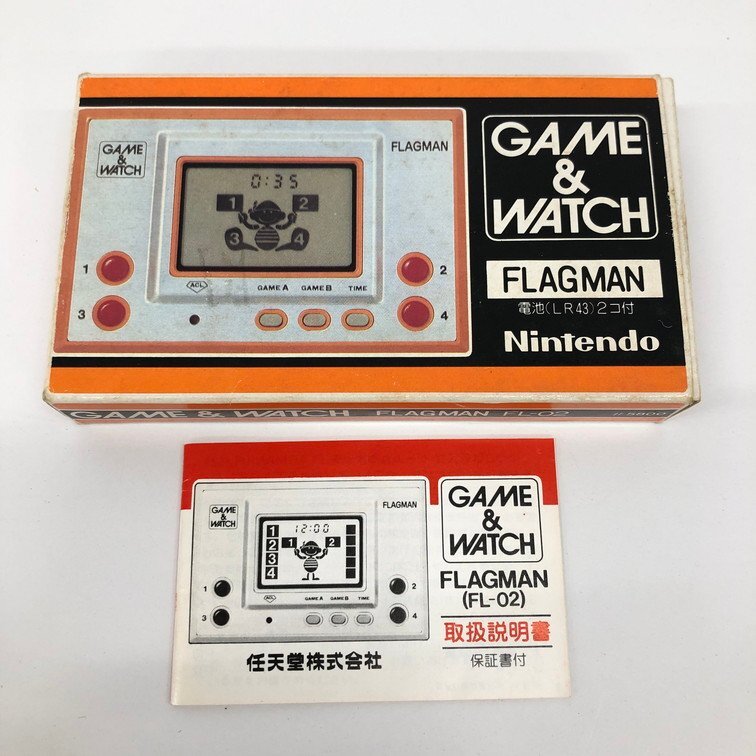 GAME
&
WATCH
FLAGMAN
0:35
1 2
3 4
1
2
3
4
ACL
GAME A GAME B TIME
GAME
&
WATCH
FLAGMAN
電池(LR43)2コ付
Nintendo
GAME & WATCH FLAGMAN FL-02 # 5800
GAME
&
WATCH
FLAGMAN
12:00
1
2
3
4
1 2
1
2
3
4
ACL
GAME A GAME B TIME
任天堂株式会社
GAME
&
WATCH
FLAGMAN
(FL-02)
取扱説明書
保証書付